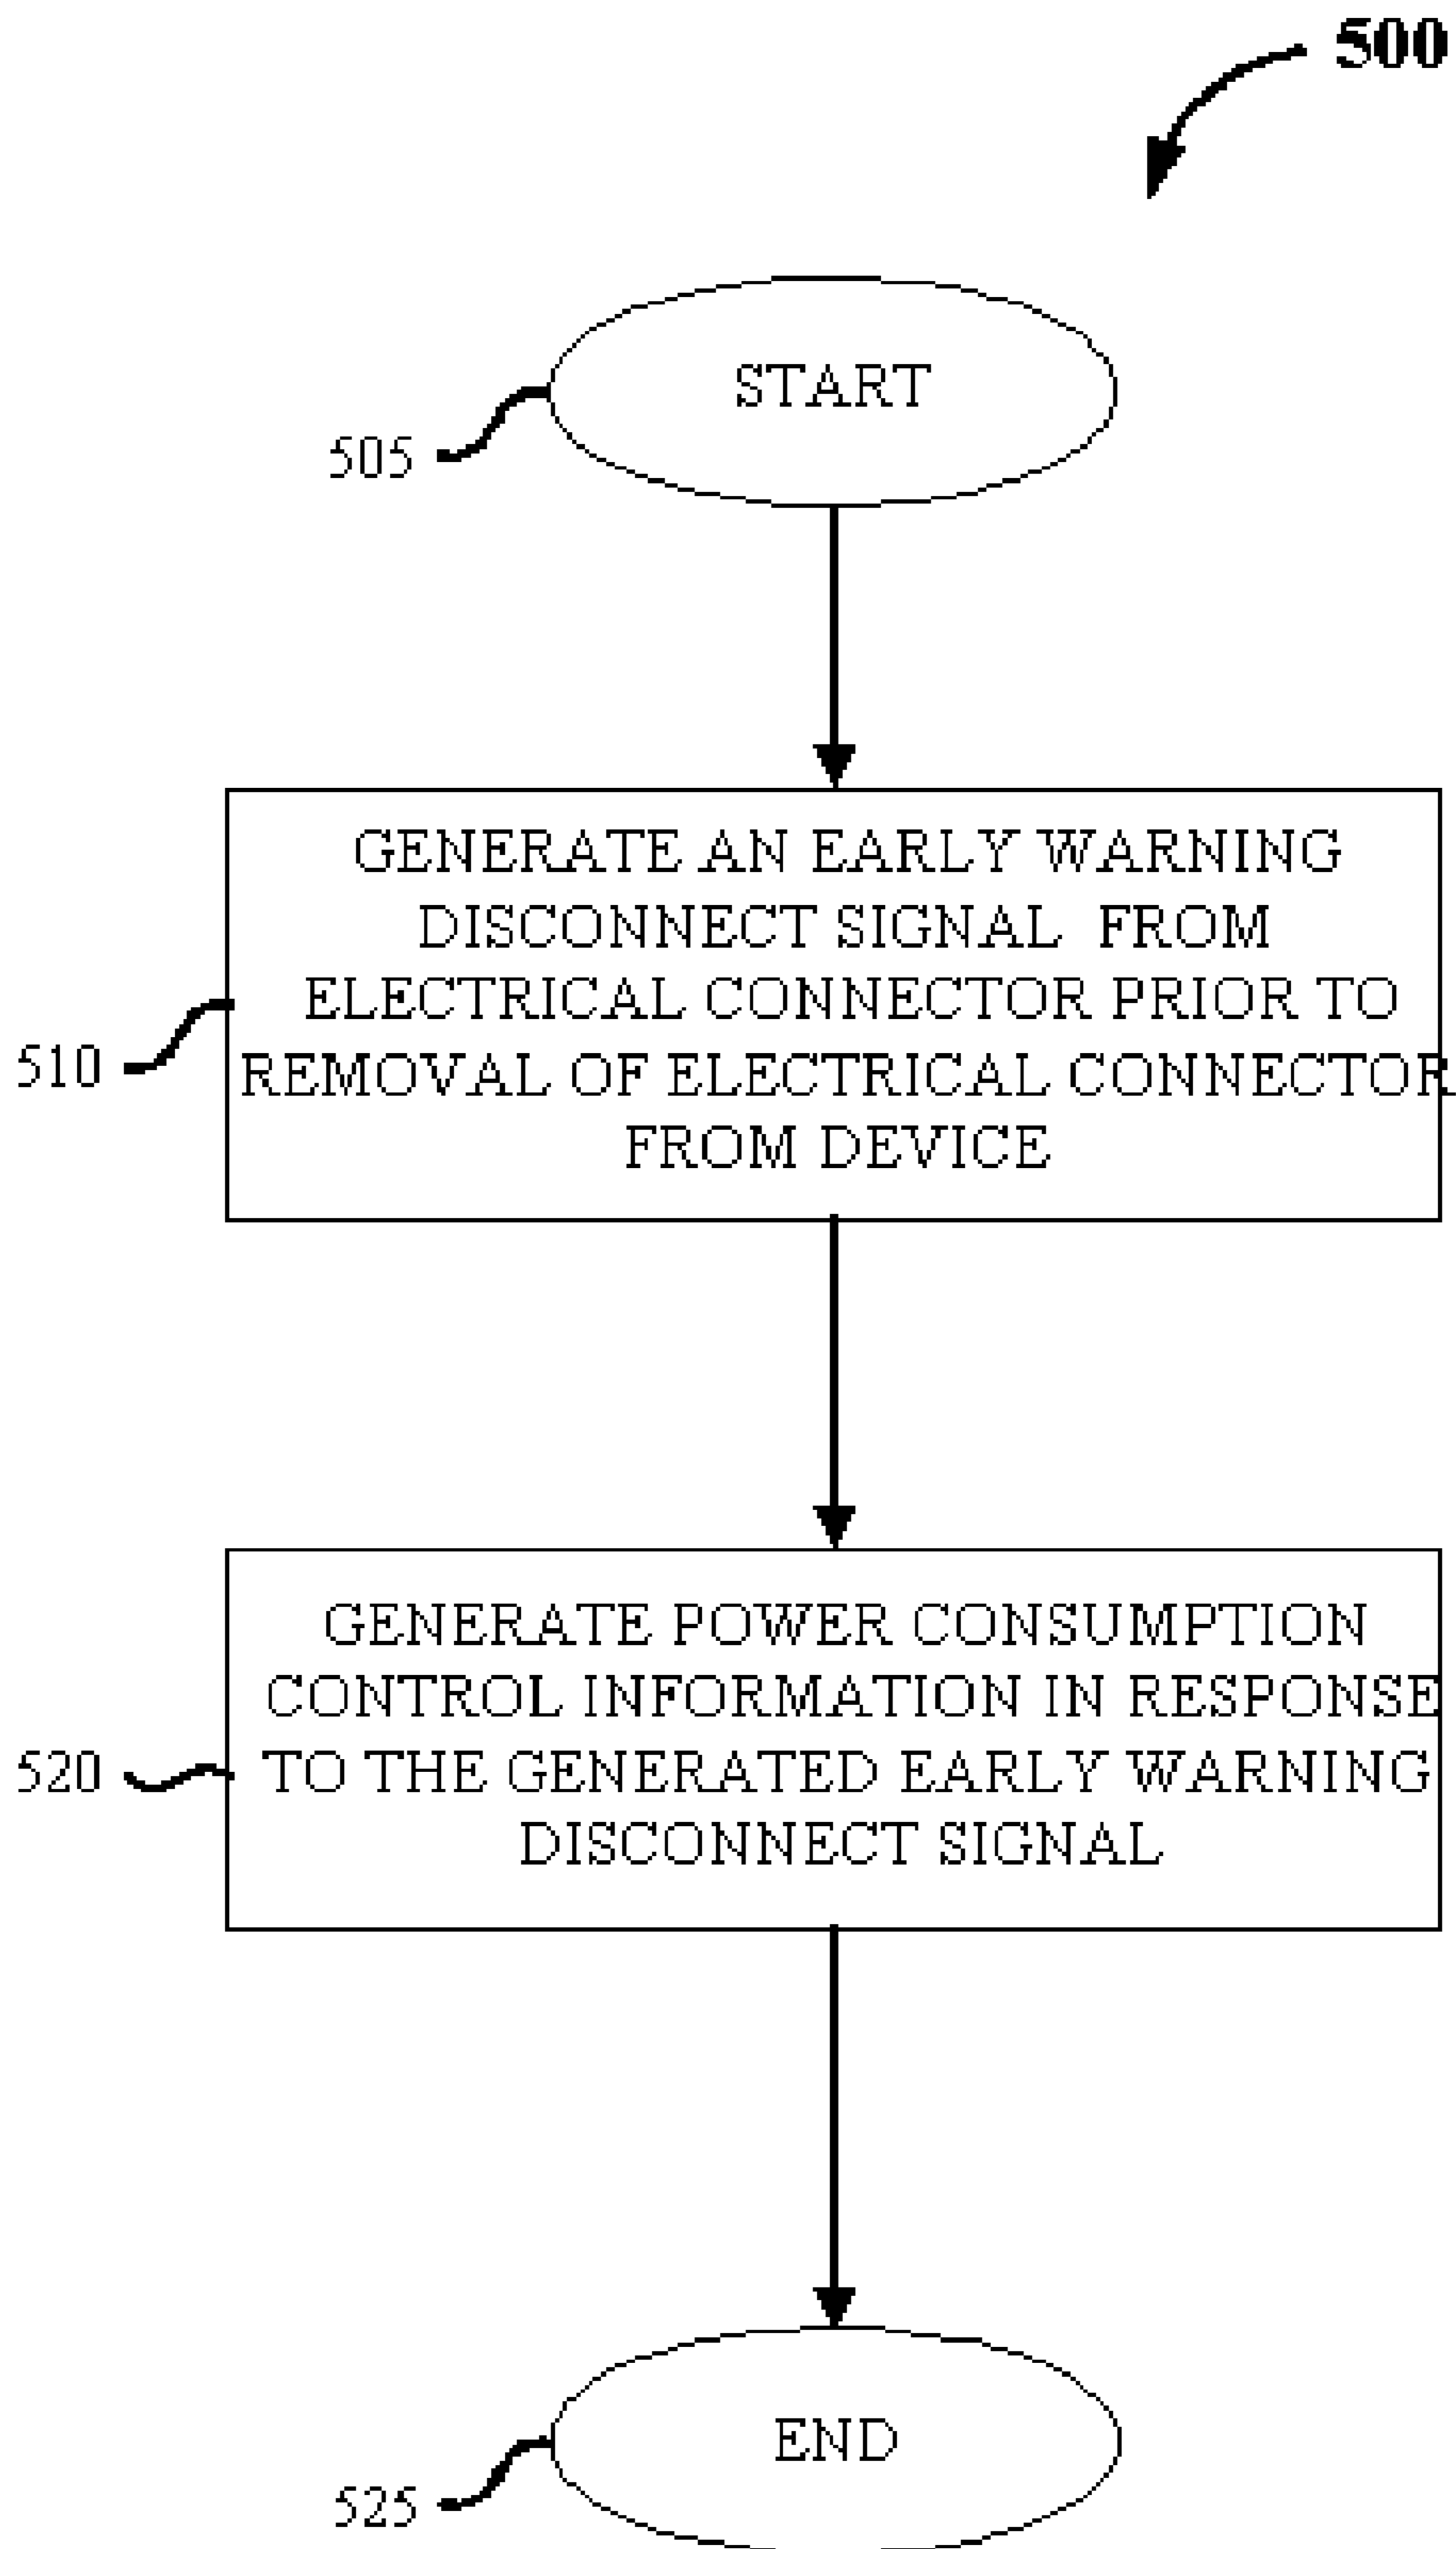 500
START
505
GENERATE AN EARLY WARNING
DISCONNECT SIGNAL FROM
ELECTRICAL CONNECTOR PRIOR TO
REMOVAL OF ELECTRICAL CONNECTOR
FROM DEVICE
510
GENERATE POWER CONSUMPTION
CONTROL INFORMATION IN RESPONSE
TO THE GENERATED EARLY WARNING
DISCONNECT SIGNAL
520
END
525